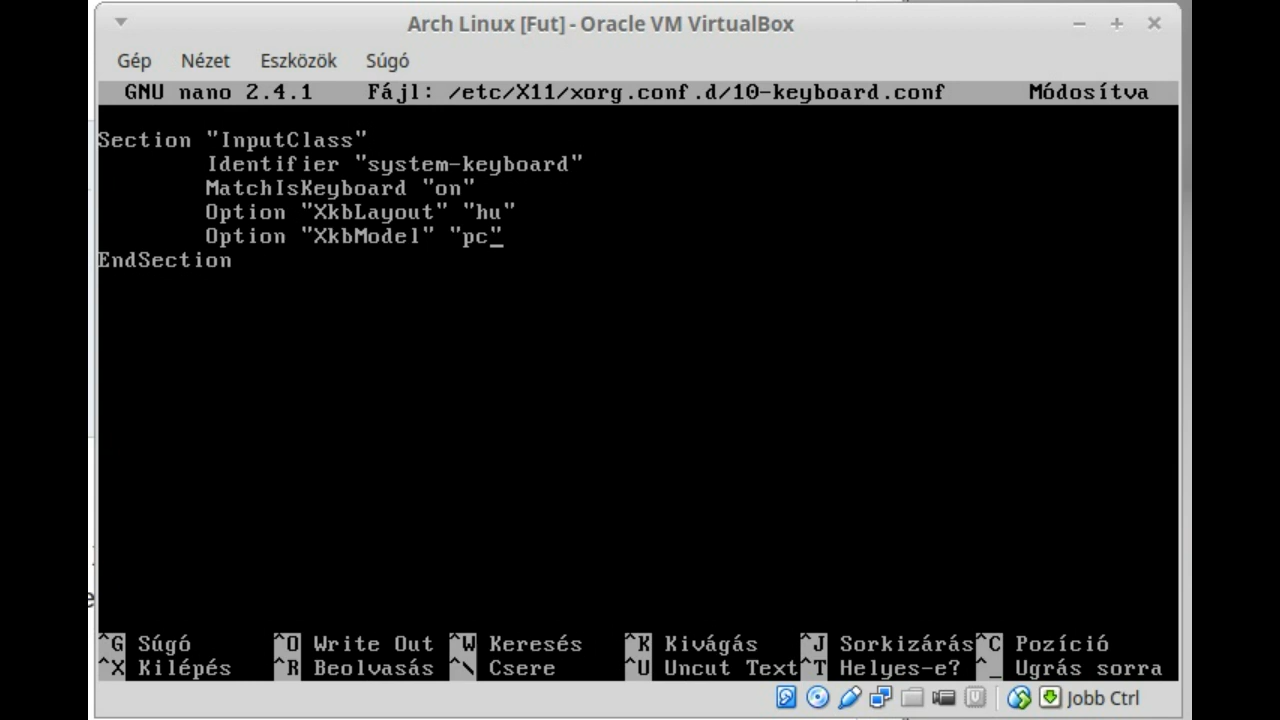 Arch Linux [Fut] - Oracle VM VirtualBox
Gép Nézet Eszközök Súgó
GNU nano 2.4.1 Fájl: /etc/X11/xorg.conf.d/10-keyboard.conf Módosítva
Section "InputClass"
Identifier "system-keyboard"
MatchIsKeyboard "on"
Option "XkbLayout" "hu"
Option "XkbModel" "pc"_
EndSection
^G Súgó ^O Write Out ^W Keresés ^K Kivágás ^J Sorkizárás ^C Pozíció
^X Kilépés ^R Beolvasás ^\ Csere ^U Uncut Text ^T Helyes-e? ^_ Ugrás sorra
Jobb Ctrl